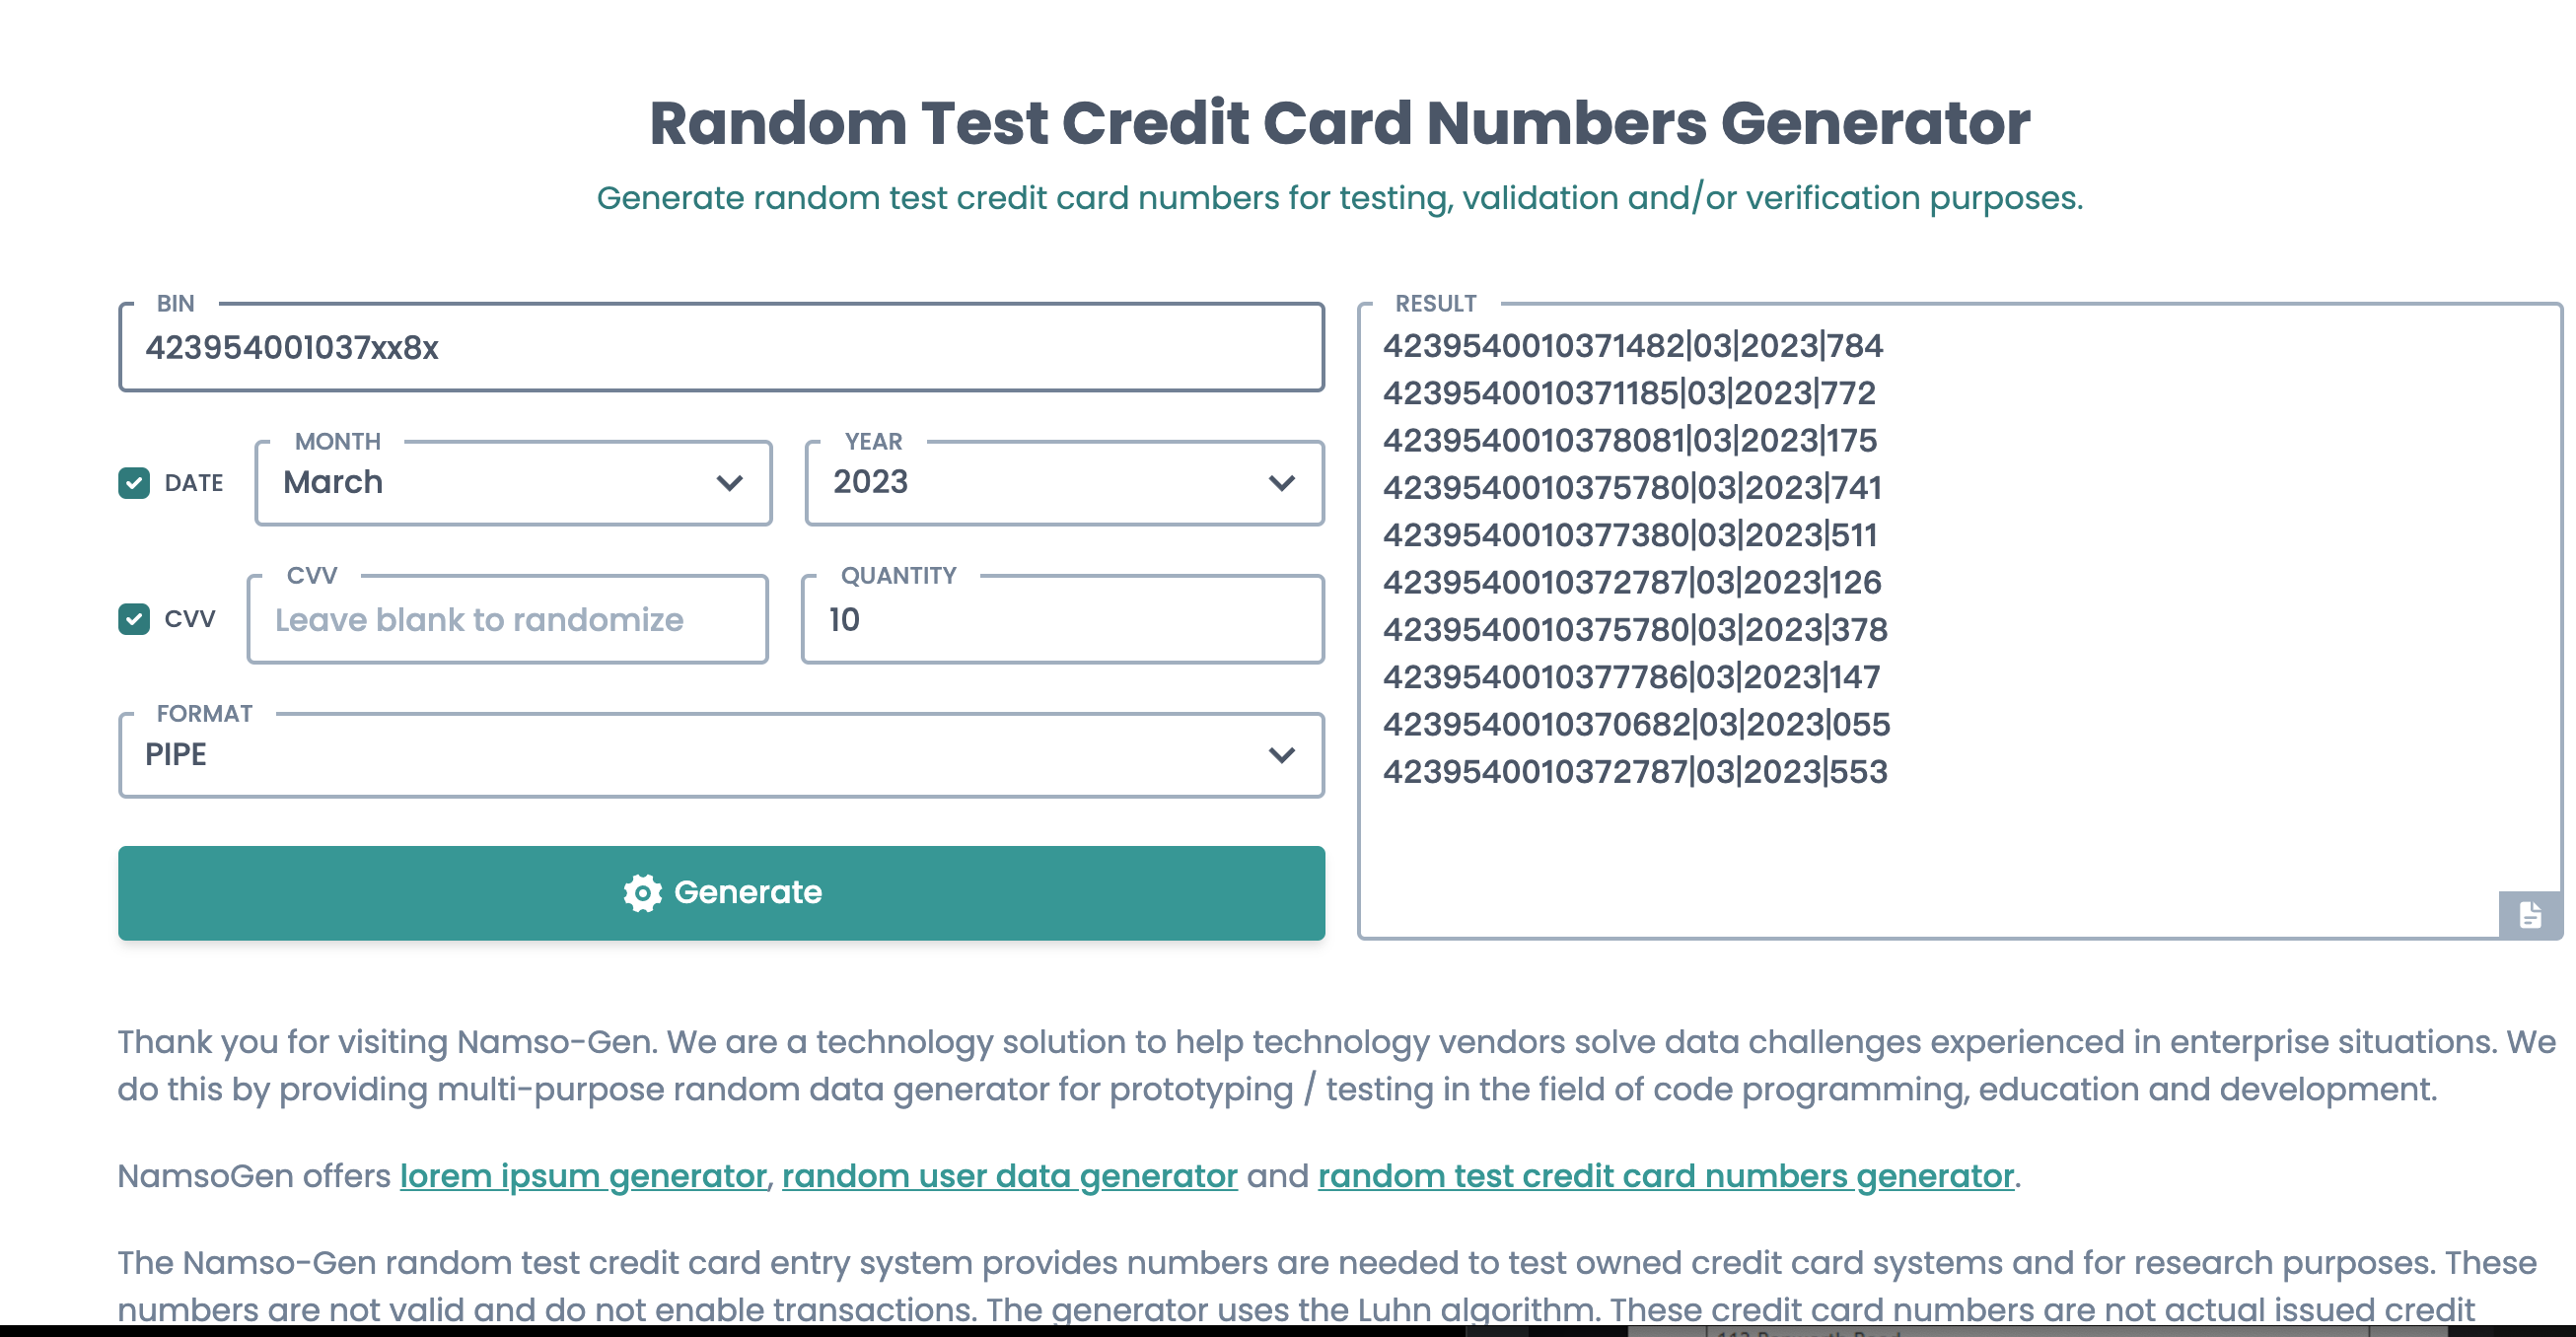 Random Test Credit Card Numbers Generator
Generate random test credit card numbers for testing, validation and/or verification purposes.
BIN
423954001037xx8x
DATE
MONTH
March
YEAR
2023
CVV
CVV
Leave blank to randomize
QUANTITY
10
FORMAT
PIPE
Generate
RESULT
4239540010371482|03|2023|784
4239540010371185|03|2023|772
4239540010378081|03|2023|175
4239540010375780|03|2023|741
4239540010377380|03|2023|511
4239540010372787|03|2023|126
4239540010375780|03|2023|378
4239540010377786|03|2023|147
4239540010370682|03|2023|055
4239540010372787|03|2023|553
Thank you for visiting Namso-Gen. We are a technology solution to help technology vendors solve data challenges experienced in enterprise situations. We
do this by providing multi-purpose random data generator for prototyping / testing in the field of code programming, education and development.
NamsoGen offers lorem ipsum generator, random user data generator and random test credit card numbers generator.
The Namso-Gen random test credit card entry system provides numbers are needed to test owned credit card systems and for research purposes. These
numbers are not valid and do not enable transactions. The generator uses the Luhn algorithm. These credit card numbers are not actual issued credit